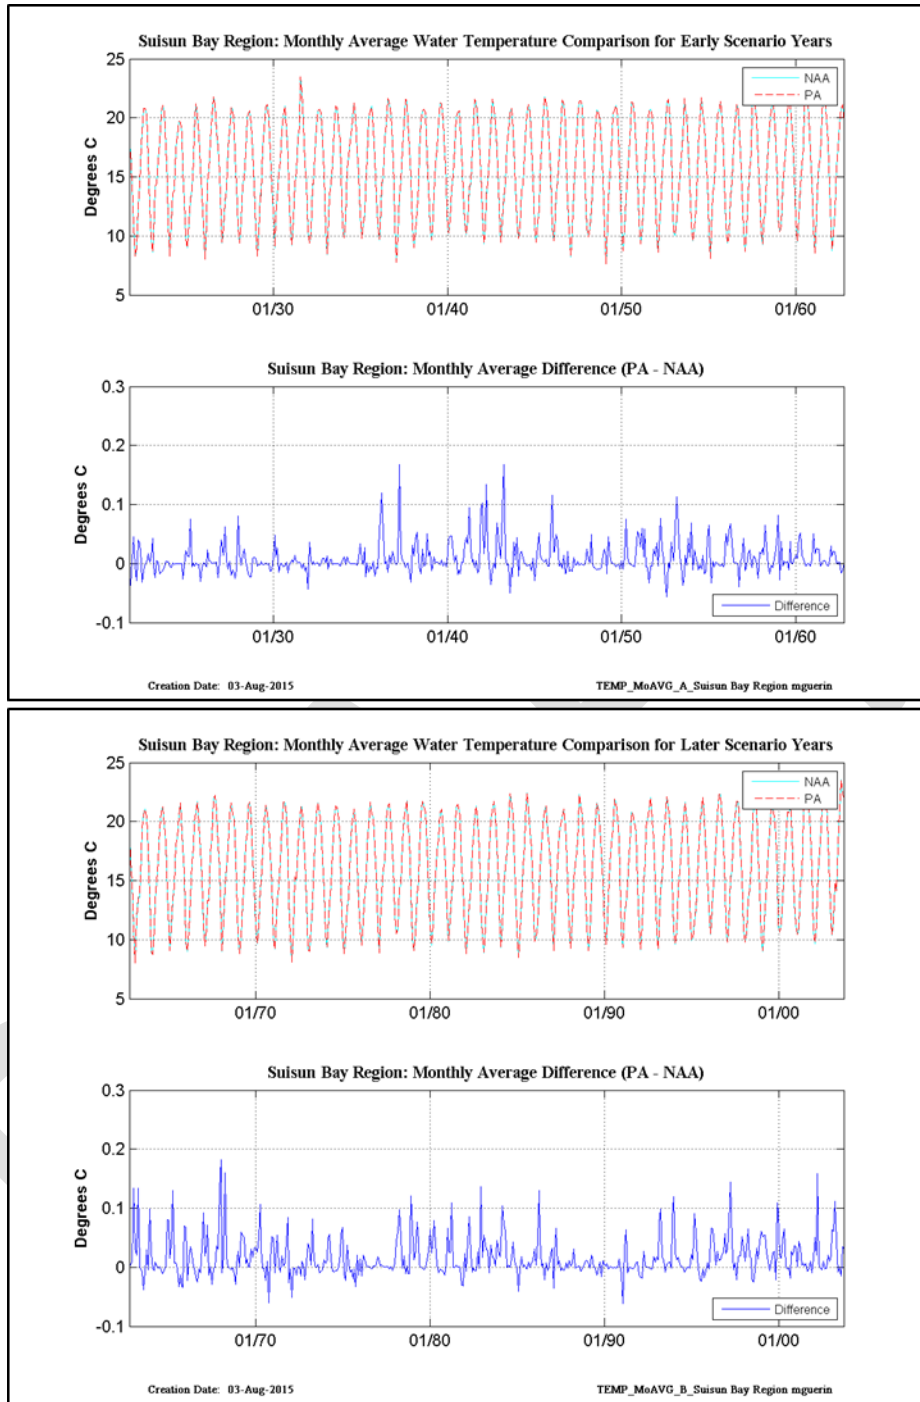 Suisun Bay Region: Monthly Average Water Temperature Comparison for Early Scenario Years
25
20
15
10
5
Degrees C
NAA
PA
01/30
01/40
01/50
01/60
Suisun Bay Region: Monthly Average Difference (PA - NAA)
0.3
0.2
0.1
0
-0.1
Degrees C
Difference
01/30
01/40
01/50
01/60
Creation Date: 03-Aug-2015
TEMP_MoAVG_A_Suisun Bay Region mguerin
Suisun Bay Region: Monthly Average Water Temperature Comparison for Later Scenario Years
25
20
15
10
5
Degrees C
NAA
PA
01/70
01/80
01/90
01/00
Suisun Bay Region: Monthly Average Difference (PA - NAA)
0.3
0.2
0.1
0
-0.1
Degrees C
Difference
01/70
01/80
01/90
01/00
Creation Date: 03-Aug-2015
TEMP_MoAVG_B_Suisun Bay Region mguerin